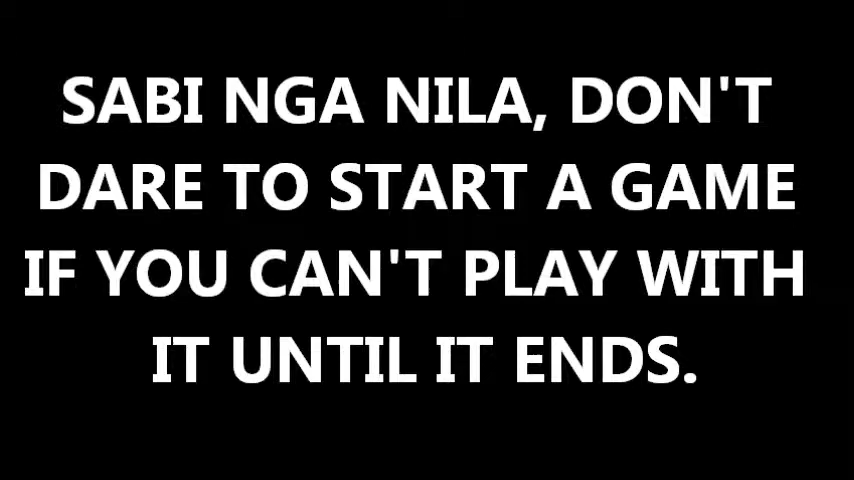 SABI NGA NILA, DON'T
DARE TO START A GAME
IF YOU CAN'T PLAY WITH
IT UNTIL IT ENDS.